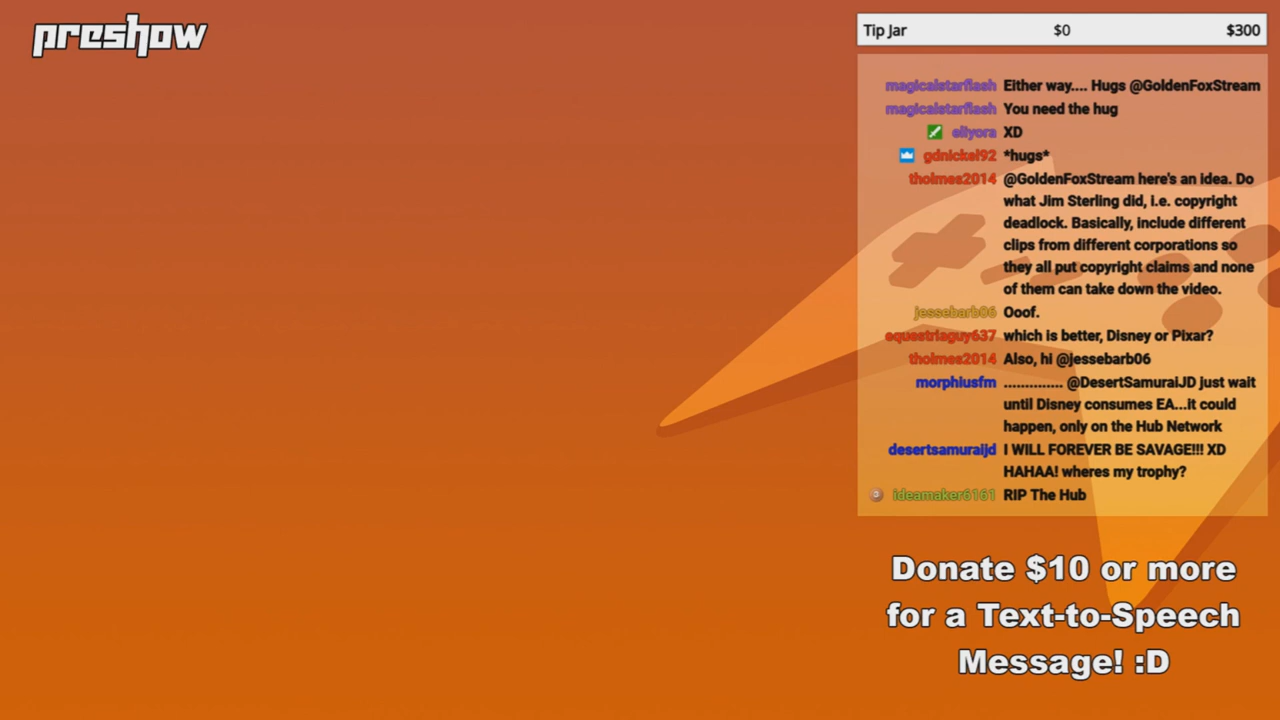 preshow
Tip Jar $0 $300
magicalstarflash Either way.... Hugs @GoldenFoxStream
magicalstarflash You need the hug
eliyora XD
gdnickel92 *hugs*
tholmes2014 @GoldenFoxStream here's an idea. Do
what Jim Sterling did, i.e. copyright
deadlock. Basically, include different
clips from different corporations so
they all put copyright claims and none
of them can take down the video.
jessebarb06 Ooof.
equestriaguy637 which is better, Disney or Pixar?
tholmes2014 Also, hi @jessebarb06
morphiusfm .............. @DesertSamuraiJD just wait
until Disney consumes EA...it could
happen, only on the Hub Network
desertsamuraijd I WILL FOREVER BE SAVAGE!!! XD
HAHAA! wheres my trophy?
3 ideamaker6161 RIP The Hub
Donate $10 or more
for a Text-to-Speech
Message! :D